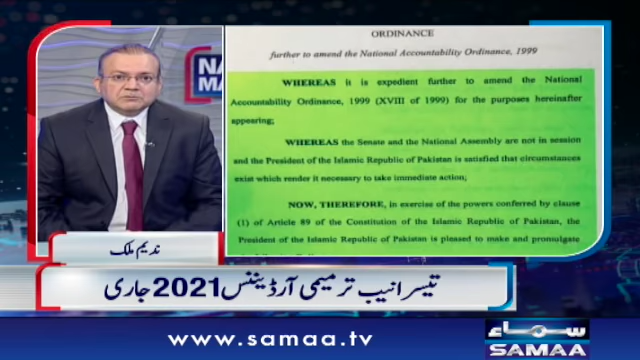 NA
MA
ORDINANCE
further to amend the National Accountability Ordinance, 1999
WHEREAS it is expedient further to amend the National
Accountability Ordinance, 1999 (XVIII of 1999) for the purposes hereinafter
appearing;
WHEREAS the Senate and the National Assembly are not in session
and the President of the Islamic Republic of Pakistan is satisfied that circumstances
exist which render it necessary to take immediate action;
NOW, THEREFORE, in exercise of the powers conferred by clause
(1) of Article 89 of the Constitution of the Islamic Republic of Pakistan, the
President of the Islamic Republic of Pakistan is pleased to make and promulgate
ندیم ملک
تیسرا نیب ترمیمی آرڈیننس 2021 جاری
www.samaa.tv
سماء
SAMAA